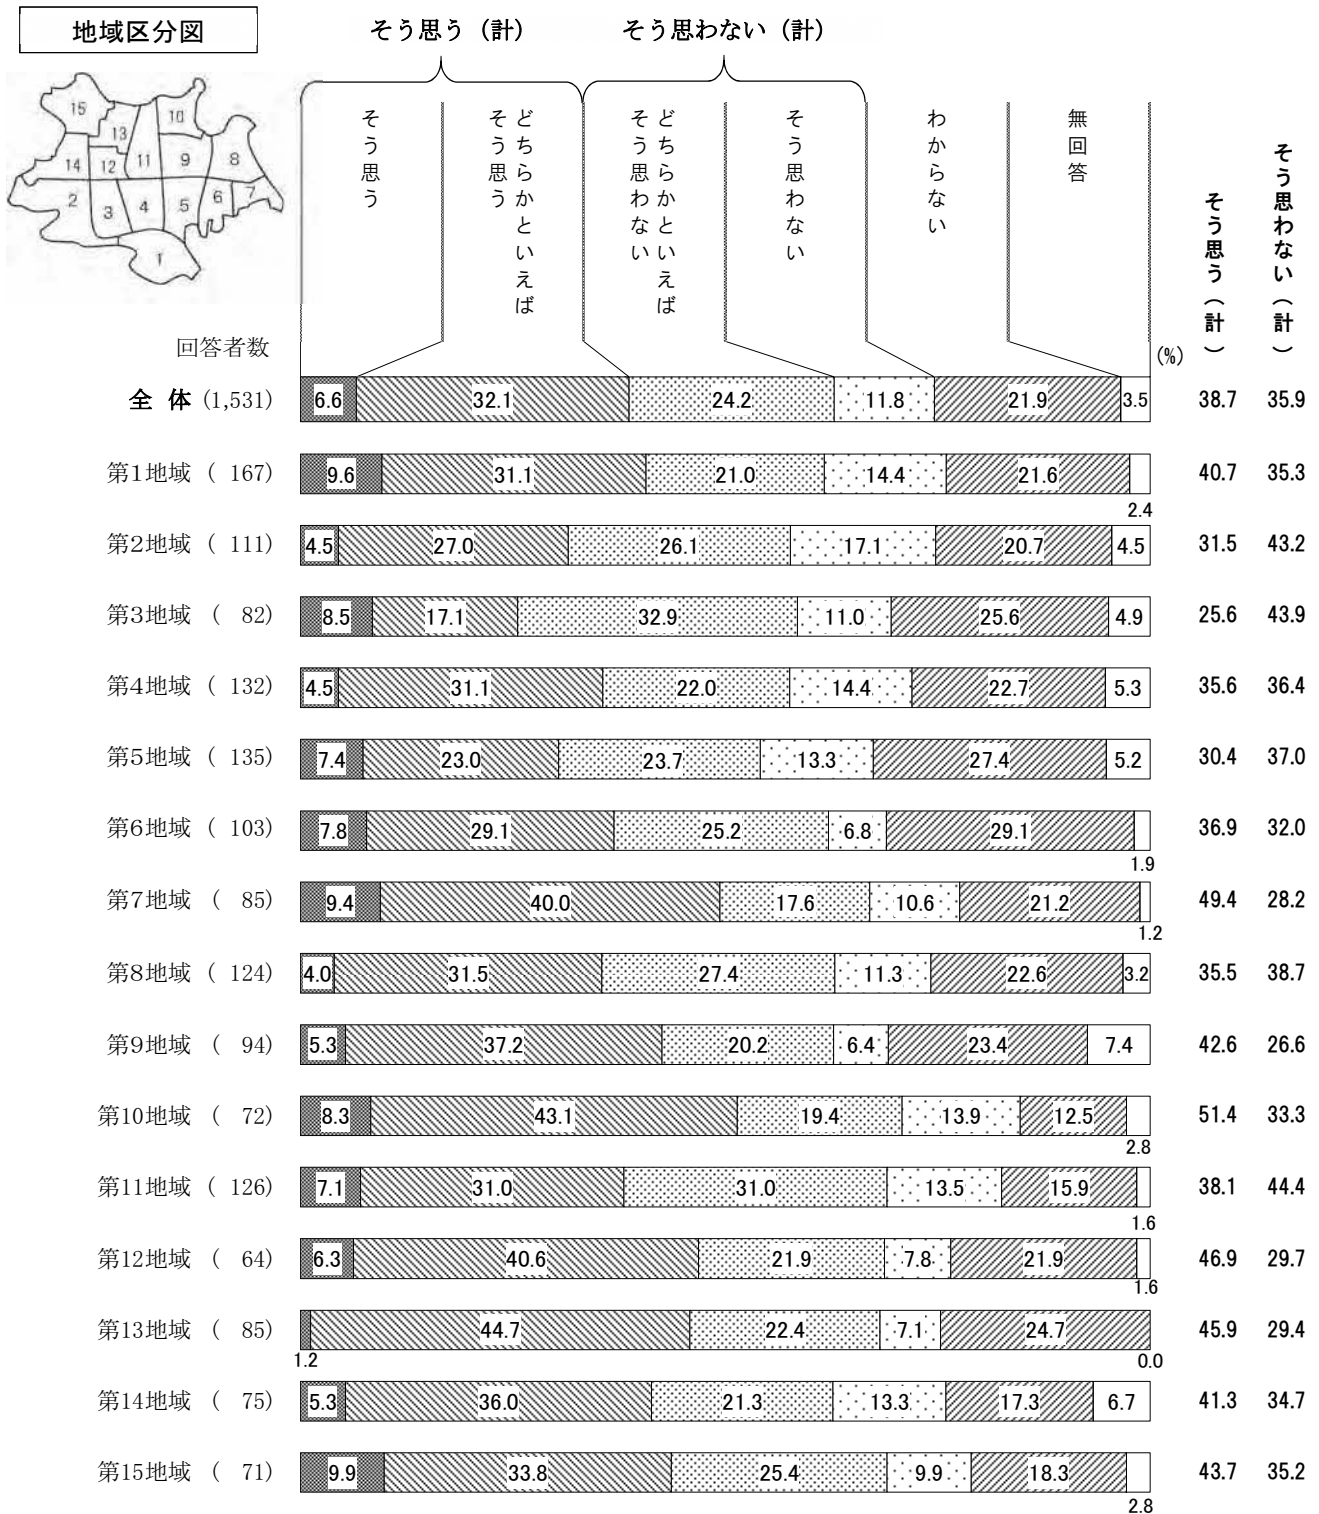 地域区分図
そう思う（計）
そう思わない（計）
15
10
13
14
12
11
9
8
2
3
4
5
6
7
1
そう思う
どちらかといえば
そう思う
どちらかといえば
そう思わない
そう思わない
わからない
無回答
そう思う（計）
そう思わない（計）
回答者数
(%)
全体 (1,531) 6.6 32.1 24.2 11.8 21.9 3.5 38.7 35.9
第1地域 ( 167) 9.6 31.1 21.0 14.4 21.6 2.4 40.7 35.3
第2地域 ( 111) 4.5 27.0 26.1 17.1 20.7 4.5 31.5 43.2
第3地域 ( 82) 8.5 17.1 32.9 11.0 25.6 4.9 25.6 43.9
第4地域 ( 132) 4.5 31.1 22.0 14.4 22.7 5.3 35.6 36.4
第5地域 ( 135) 7.4 23.0 23.7 13.3 27.4 5.2 30.4 37.0
第6地域 ( 103) 7.8 29.1 25.2 6.8 29.1 1.9 36.9 32.0
第7地域 ( 85) 9.4 40.0 17.6 10.6 21.2 1.2 49.4 28.2
第8地域 ( 124) 4.0 31.5 27.4 11.3 22.6 3.2 35.5 38.7
第9地域 ( 94) 5.3 37.2 20.2 6.4 23.4 7.4 42.6 26.6
第10地域 ( 72) 8.3 43.1 19.4 13.9 12.5 2.8 51.4 33.3
第11地域 ( 126) 7.1 31.0 31.0 13.5 15.9 1.6 38.1 44.4
第12地域 ( 64) 6.3 40.6 21.9 7.8 21.9 1.6 46.9 29.7
第13地域 ( 85) 1.2 44.7 22.4 7.1 24.7 0.0 45.9 29.4
第14地域 ( 75) 5.3 36.0 21.3 13.3 17.3 6.7 41.3 34.7
第15地域 ( 71) 9.9 33.8 25.4 9.9 18.3 2.8 43.7 35.2